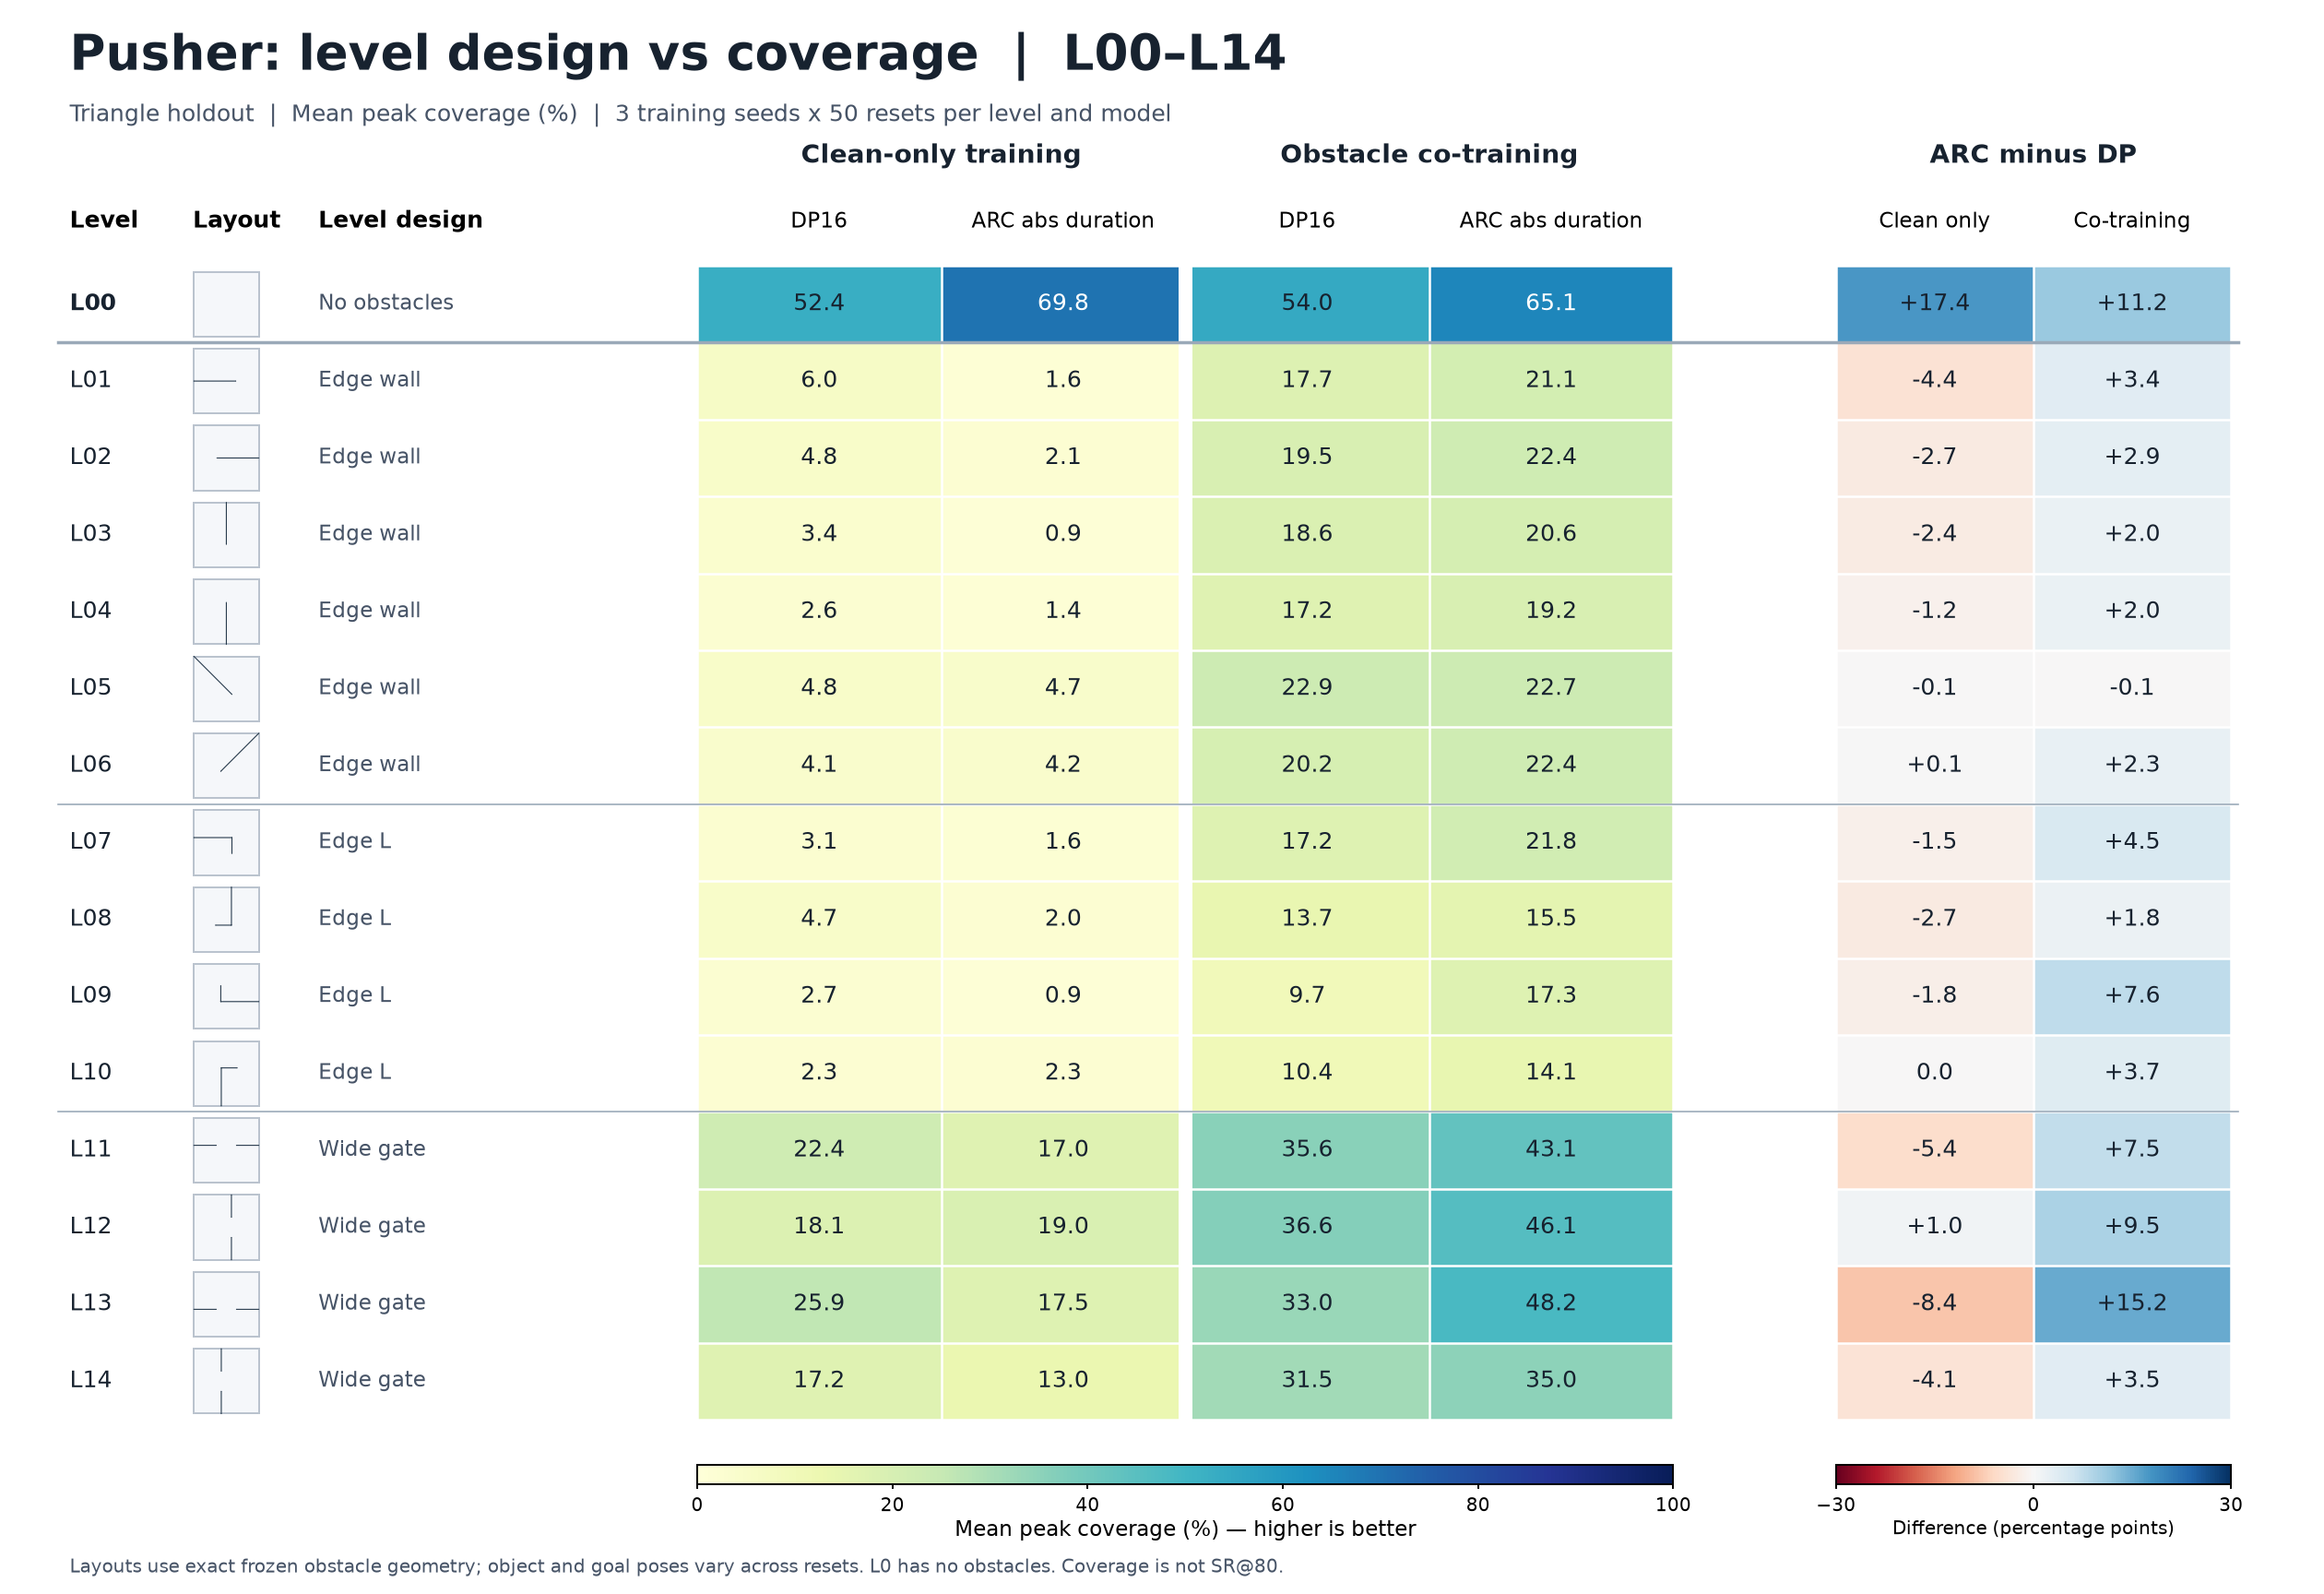 Pusher: level design vs coverage | L00–L14
Triangle holdout | Mean peak coverage (%) | 3 training seeds x 50 resets per level and model
Clean-only training Obstacle co-training ARC minus DP
Level Layout Level design DP16 ARC abs duration DP16 ARC abs duration Clean only Co-training
L00 No obstacles 52.4 69.8 54.0 65.1 +17.4 +11.2
L01 Edge wall 6.0 1.6 17.7 21.1 -4.4 +3.4
L02 Edge wall 4.8 2.1 19.5 22.4 -2.7 +2.9
L03 Edge wall 3.4 0.9 18.6 20.6 -2.4 +2.0
L04 Edge wall 2.6 1.4 17.2 19.2 -1.2 +2.0
L05 Edge wall 4.8 4.7 22.9 22.7 -0.1 -0.1
L06 Edge wall 4.1 4.2 20.2 22.4 +0.1 +2.3
L07 Edge L 3.1 1.6 17.2 21.8 -1.5 +4.5
L08 Edge L 4.7 2.0 13.7 15.5 -2.7 +1.8
L09 Edge L 2.7 0.9 9.7 17.3 -1.8 +7.6
L10 Edge L 2.3 2.3 10.4 14.1 0.0 +3.7
L11 Wide gate 22.4 17.0 35.6 43.1 -5.4 +7.5
L12 Wide gate 18.1 19.0 36.6 46.1 +1.0 +9.5
L13 Wide gate 25.9 17.5 33.0 48.2 -8.4 +15.2
L14 Wide gate 17.2 13.0 31.5 35.0 -4.1 +3.5
0 20 40 60 80 100 −30 0 30
Mean peak coverage (%) — higher is better Difference (percentage points)
Layouts use exact frozen obstacle geometry; object and goal poses vary across resets. L0 has no obstacles. Coverage is not SR@80.